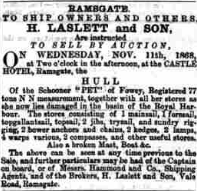 RAMSGATE.
TO SHIP OWNERS AND OTHERS.
H. LASLETT and SON,
Are instructed
TO SELL BY AUCTION,
ON WEDNESDAY, NOV. 11th, 1868,
at Two o'clock in the afternoon, at the CASTLE
HOTEL, Ramsgate, the
HULL
Of the Schooner "PET" of Fowey, Registered 77
tons N N measurement, together with all her stores as
she now lies damaged in the basin of the Royal Har-
bour. The stores consisting of 1 mainsail, 1 foresail,
topgallantsail, topsail, 2 jibs, trysail, and sundry rig-
ging, 2 bower anchors and chains, 2 kedges, 2 lamps,
4 warps various, 2 compasses, and other useful stores.
Also a broken Mast, Boat &c.
The above can be seen at any time previous to the
Sale, and further particulars may be had of the Captain
on board, or of Messrs. Hammond and Co., Shipping
Agents, and of the Brokers, H. Laslett and Son, Vale
Road, Ramsgate.